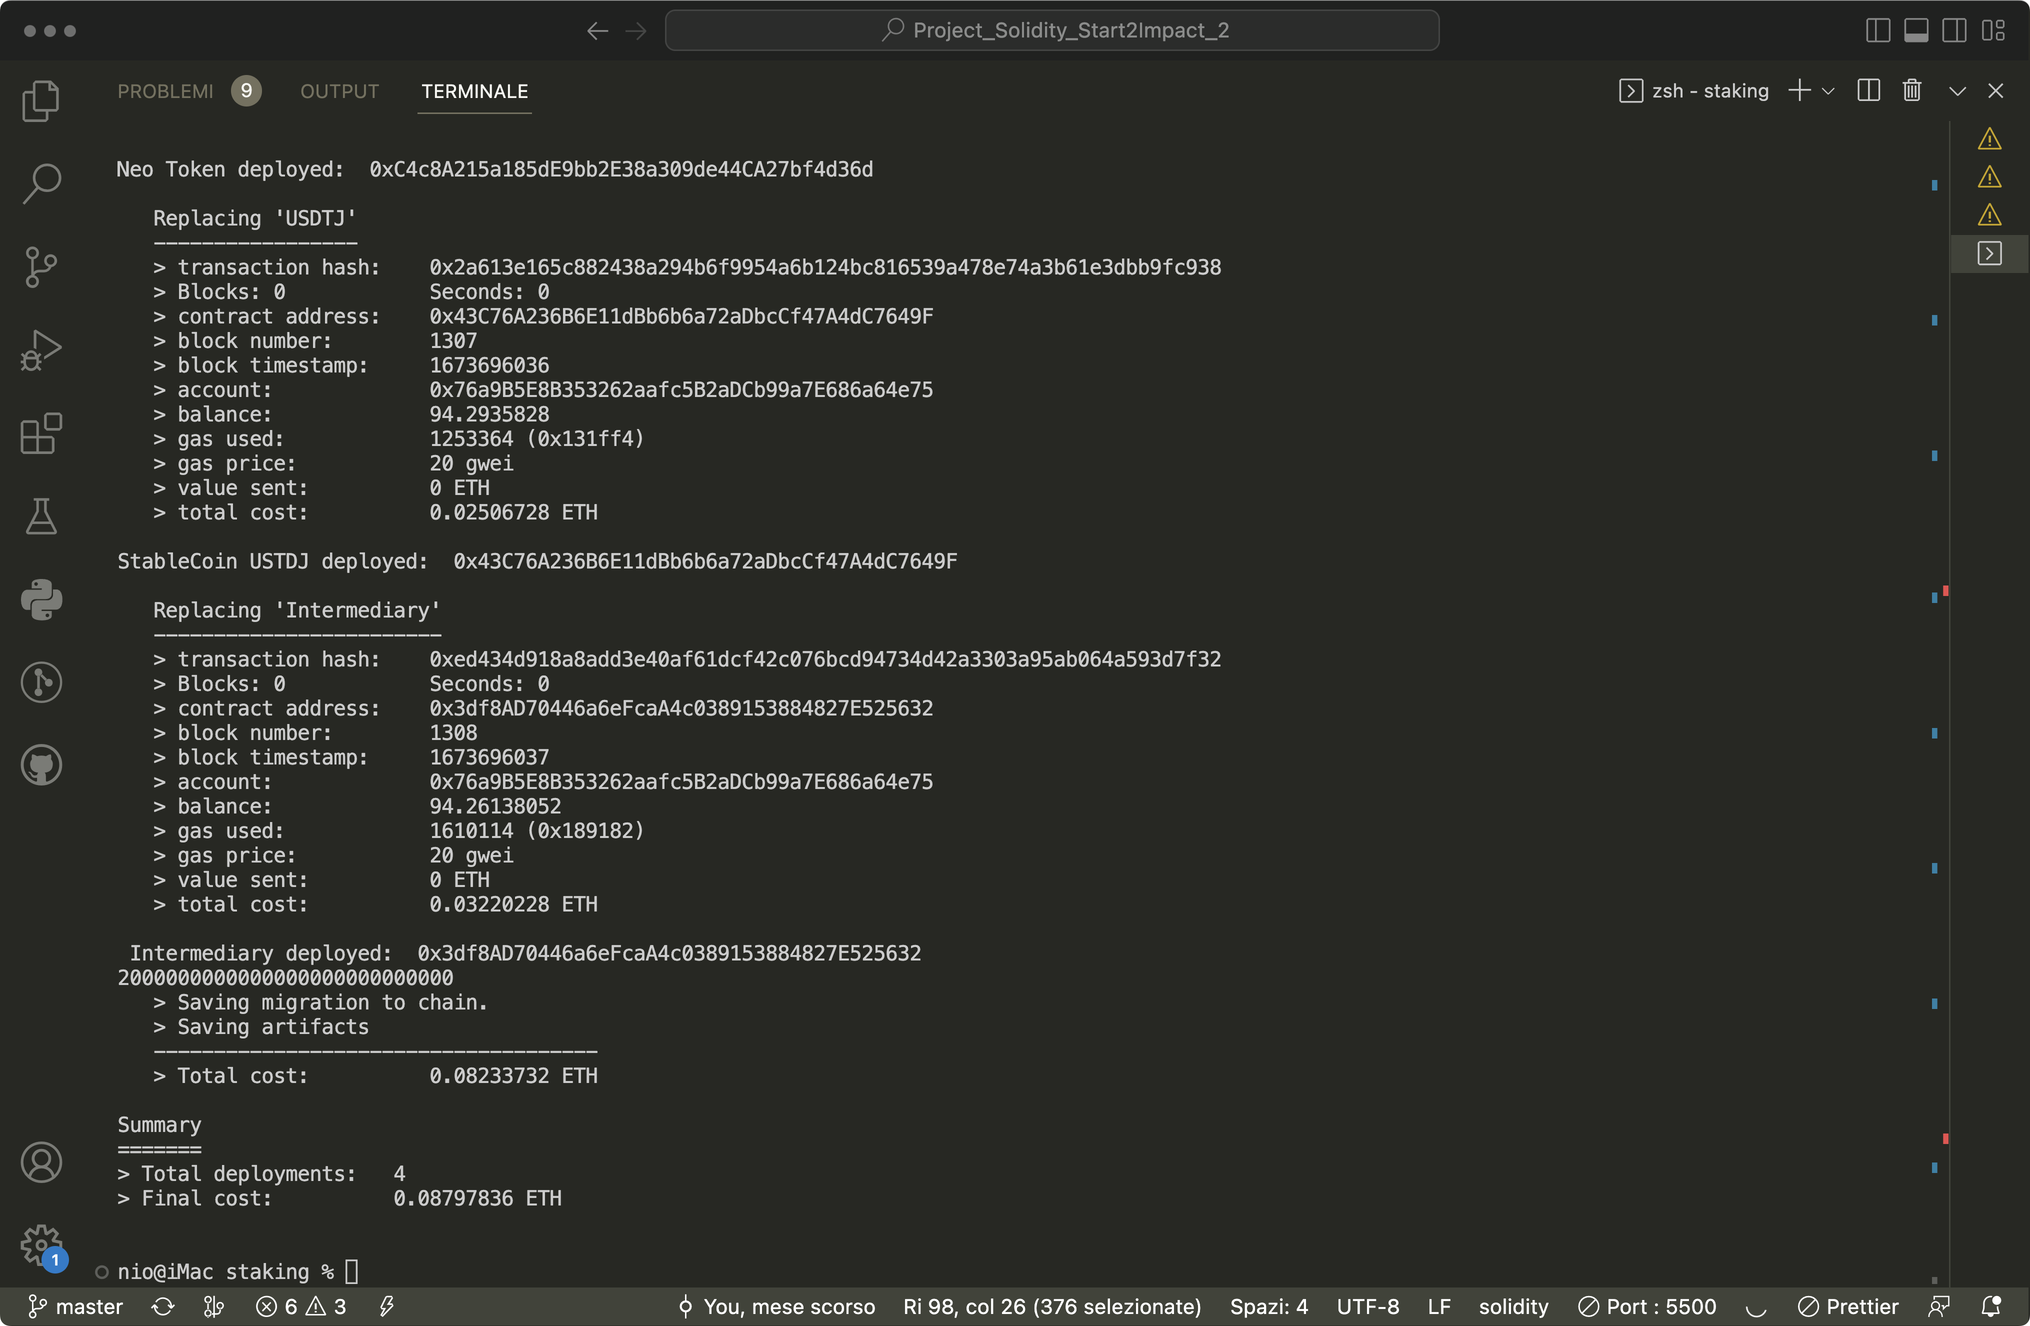 Project_Solidity_Start2Impact_2
PROBLEMI 9 OUTPUT TERMINALE zsh - staking
Neo Token deployed:  0xC4c8A215a185dE9bb2E38a309de44CA27bf4d36d
Replacing 'USDTJ'
-----------------
> transaction hash:    0x2a613e165c882438a294b6f9954a6b124bc816539a478e74a3b61e3dbb9fc938
> Blocks: 0            Seconds: 0
> contract address:    0x43C76A236B6E11dBb6b6a72aDbcCf47A4dC7649F
> block number:        1307
> block timestamp:     1673696036
> account:             0x76a9B5E8B353262aafc5B2aDCb99a7E686a64e75
> balance:             94.2935828
> gas used:            1253364 (0x131ff4)
> gas price:           20 gwei
> value sent:          0 ETH
> total cost:          0.02506728 ETH
StableCoin USTDJ deployed:  0x43C76A236B6E11dBb6b6a72aDbcCf47A4dC7649F
Replacing 'Intermediary'
------------------------
> transaction hash:    0xed434d918a8add3e40af61dcf42c076bcd94734d42a3303a95ab064a593d7f32
> Blocks: 0            Seconds: 0
> contract address:    0x3df8AD70446a6eFcaA4c0389153884827E525632
> block number:        1308
> block timestamp:     1673696037
> account:             0x76a9B5E8B353262aafc5B2aDCb99a7E686a64e75
> balance:             94.26138052
> gas used:            1610114 (0x189182)
> gas price:           20 gwei
> value sent:          0 ETH
> total cost:          0.03220228 ETH
Intermediary deployed:  0x3df8AD70446a6eFcaA4c0389153884827E525632
2000000000000000000000000000
> Saving migration to chain.
> Saving artifacts
-------------------------------------
> Total cost:          0.08233732 ETH
Summary
=======
> Total deployments:   4
> Final cost:          0.08797836 ETH
1
nio@iMac staking %
master 6 3 You, mese scorso Ri 98, col 26 (376 selezionate) Spazi: 4 UTF-8 LF solidity Port : 5500 Prettier